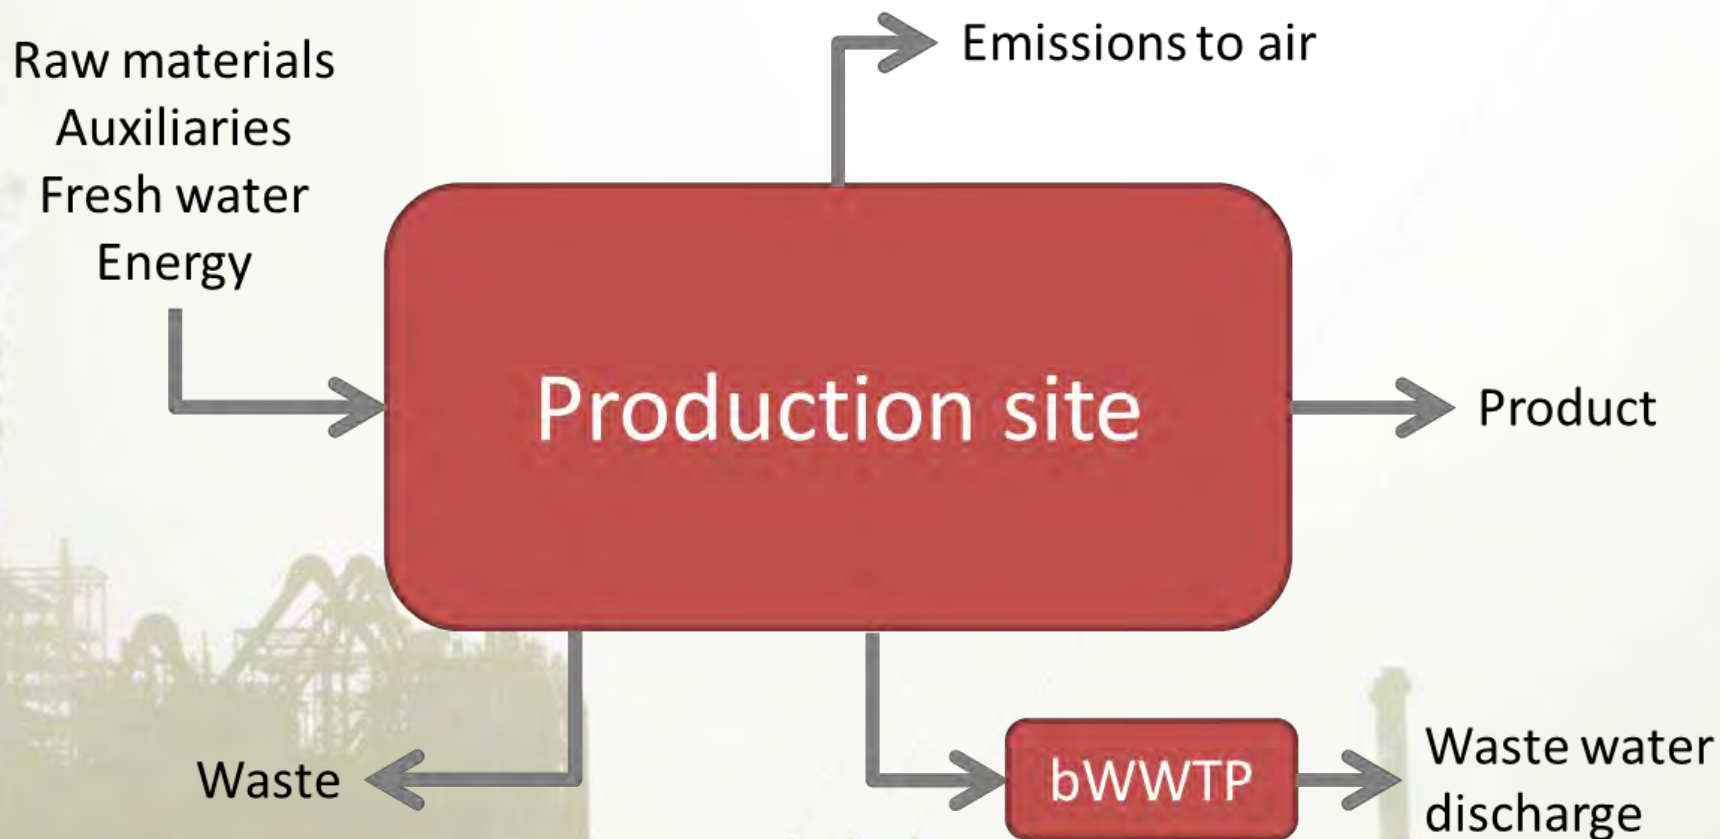 Raw materials
Auxiliaries
Fresh water
Energy
Emissions to air
Production site
Product
Waste
bWWTP
Waste water
discharge